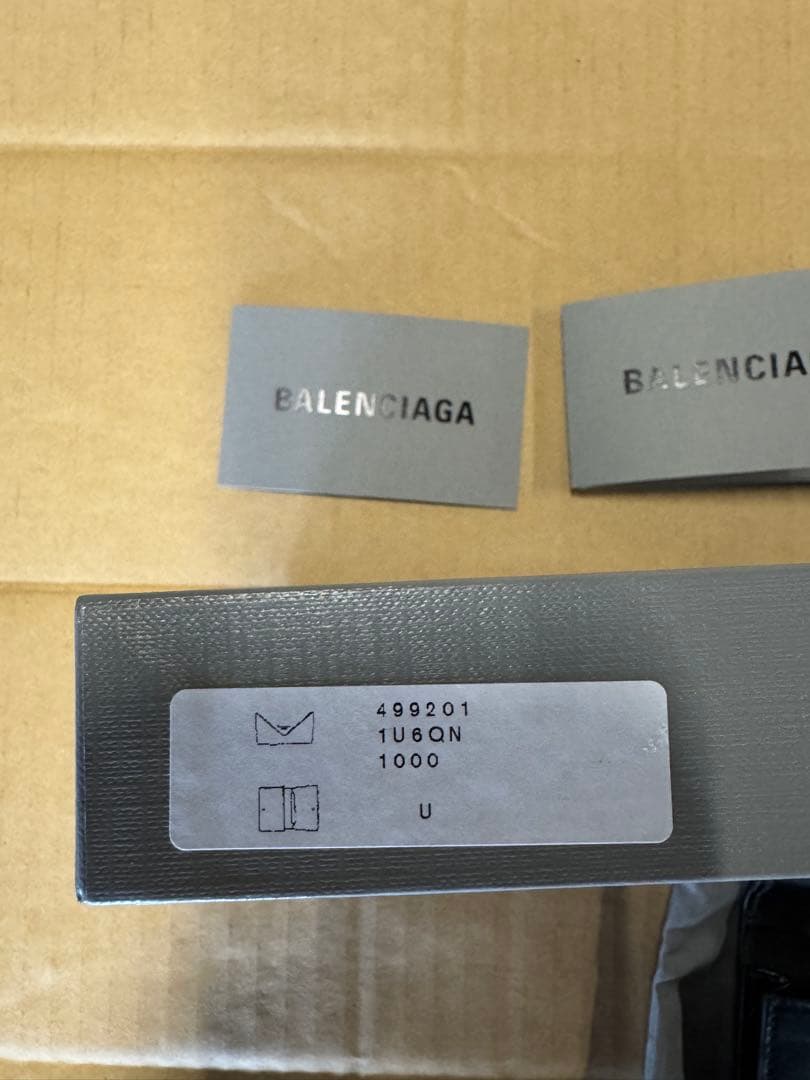 BALENCIAGA
BALENCIA
499201
1U6QN
1000
U